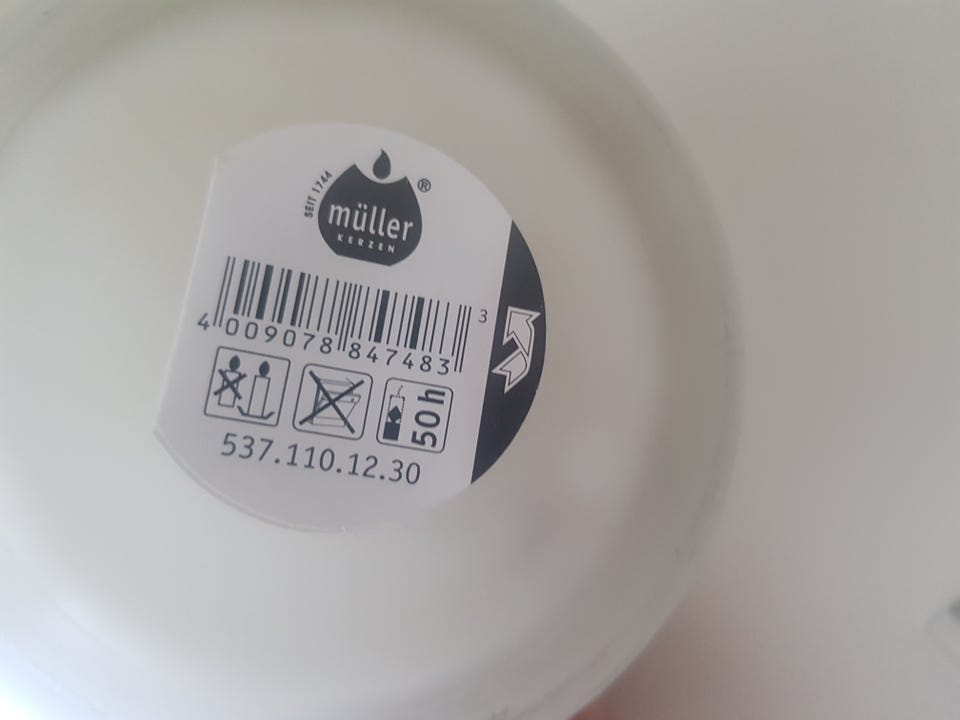 SEIT 1744
müller®
KERZEN
4 009078 847483
3
50 h
537.110.12.30